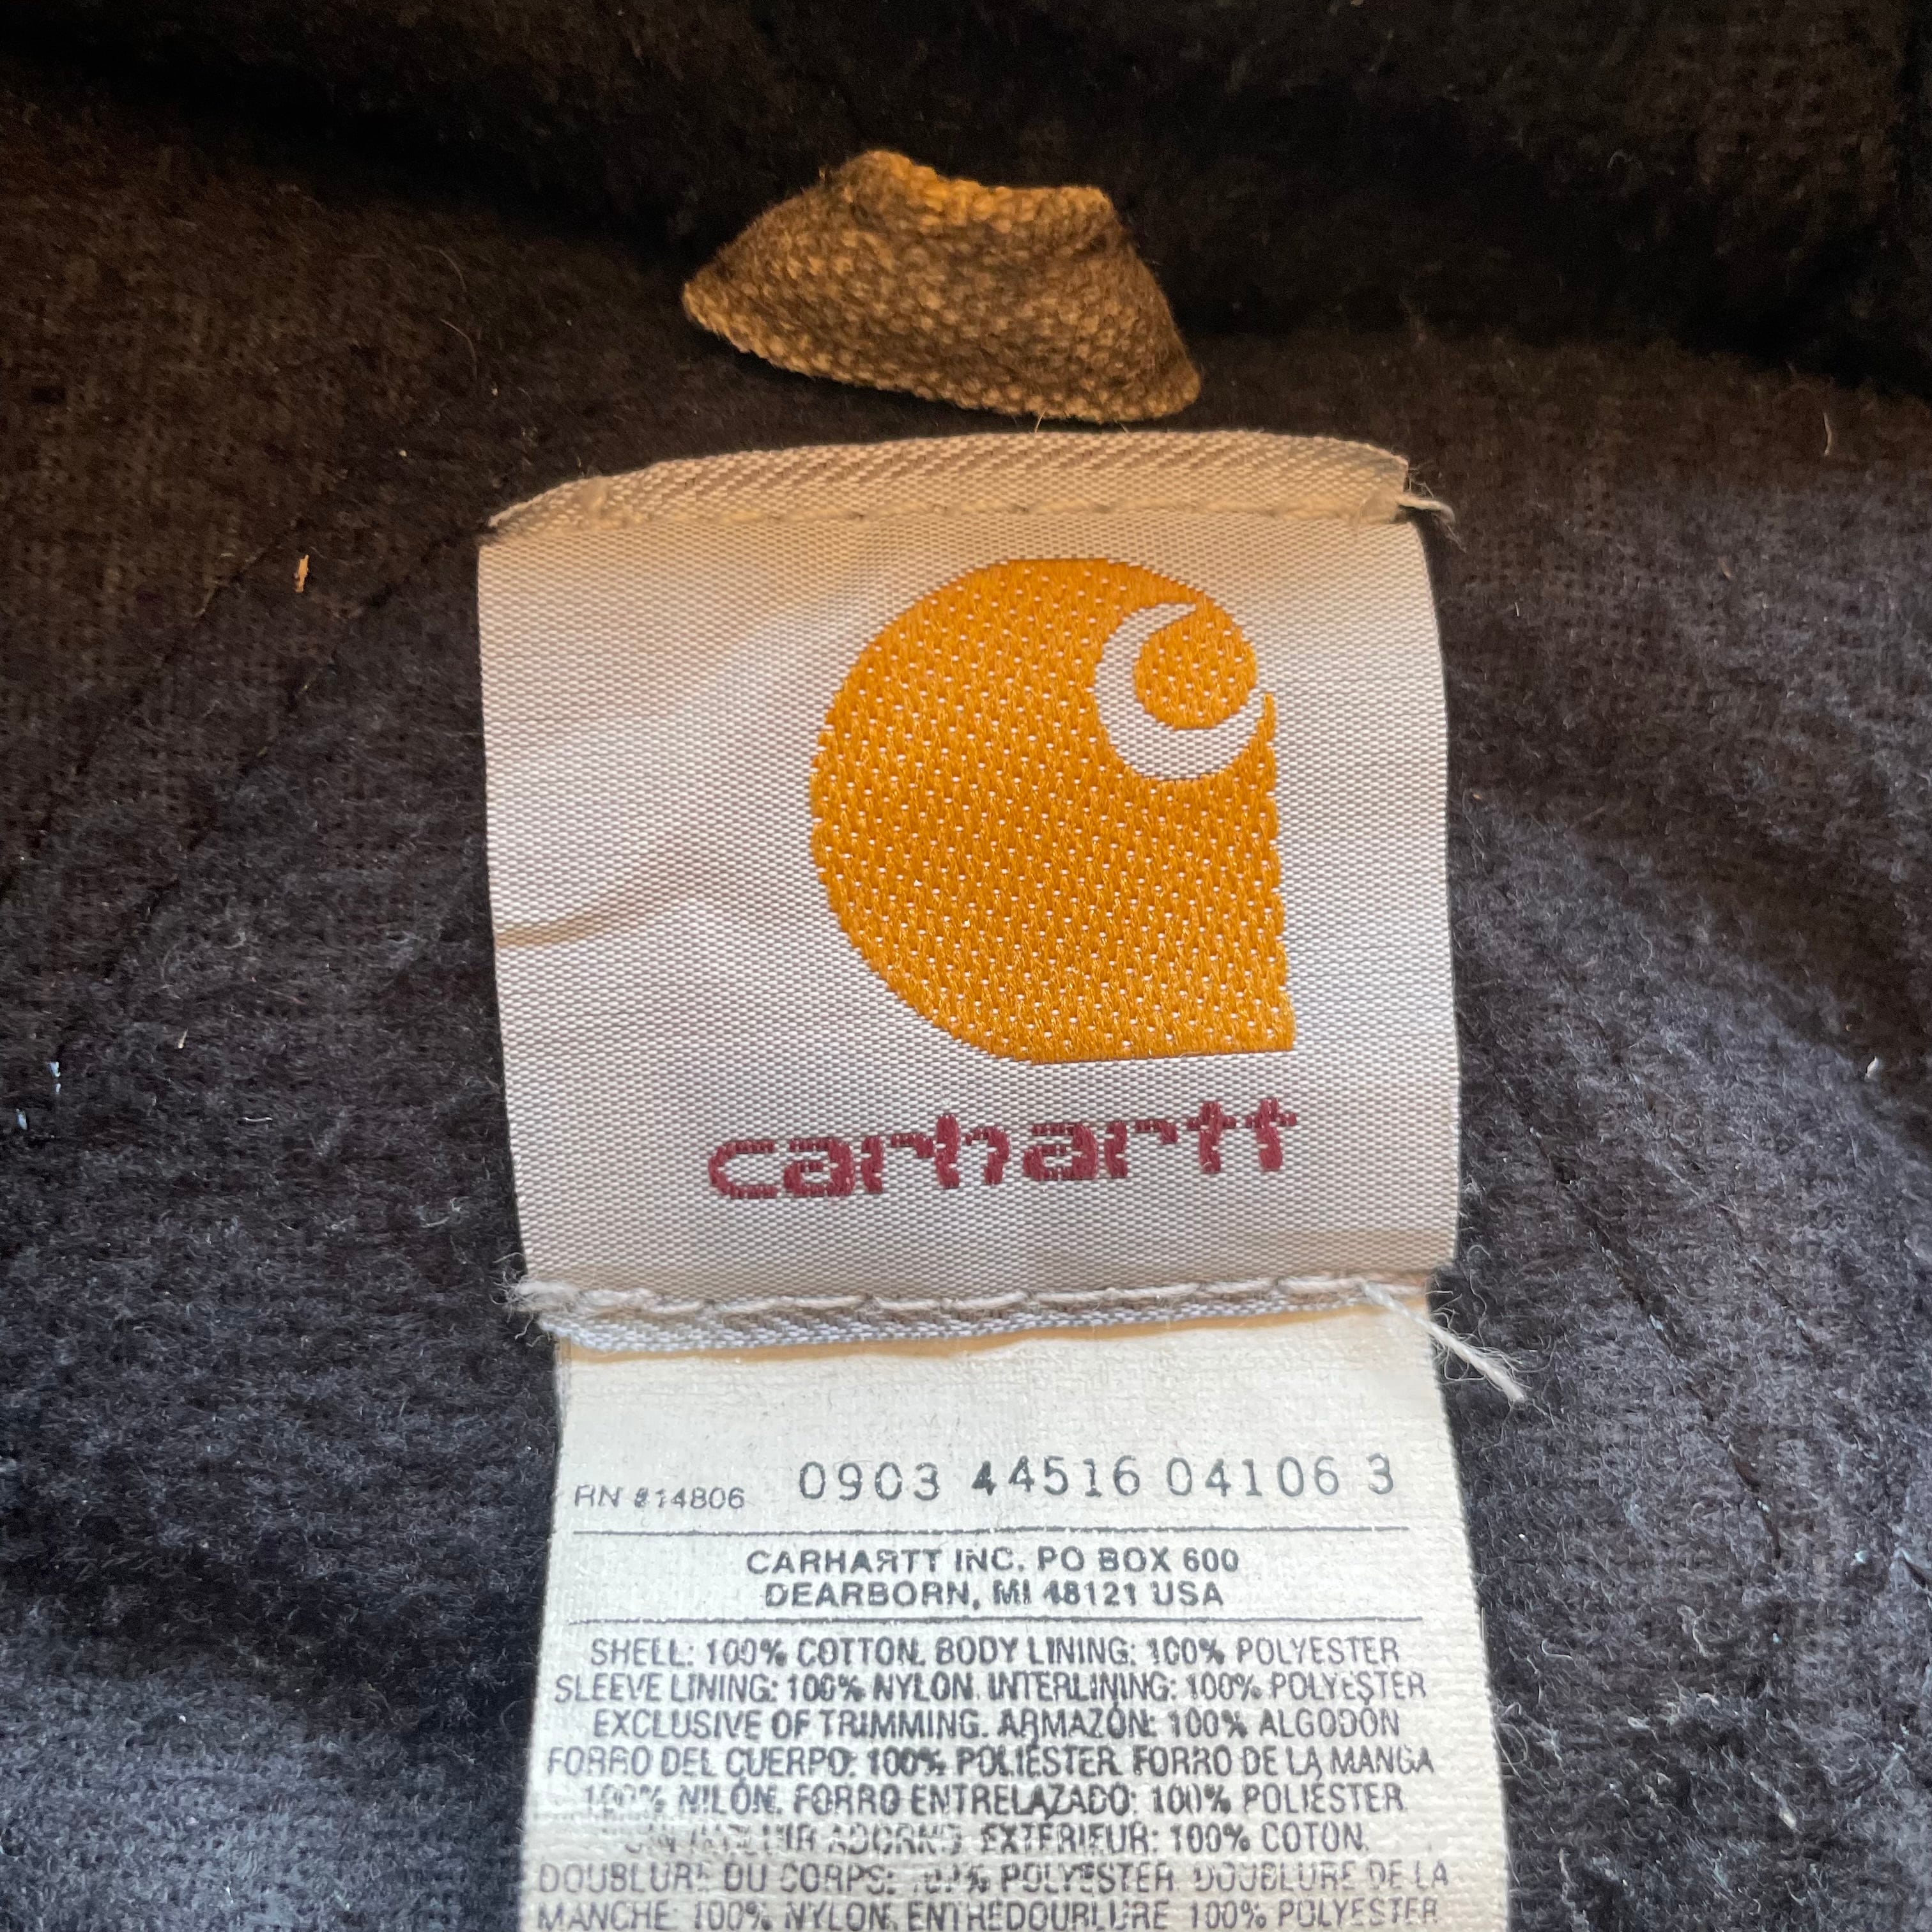 carhartt
RN #14806 0903 44516 04106 3
CARHARTT INC. PO BOX 600
DEARBORN, MI 48121 USA
SHELL: 100% COTTON. BODY LINING: 100% POLYESTER
SLEEVE LINING: 100% NYLON. INTERLINING: 100% POLYESTER
EXCLUSIVE OF TRIMMING. ARMAZÓN: 100% ALGODÓN
FORRO DEL CUERPO: 100% POLIÉSTER. FORRO DE LA MANGA
100% NILÓN. FORRO ENTRELAZADO: 100% POLIÉSTER
EXTÉRIEUR: 100% COTON.
DOUBLURE DU CORPS: POLYESTER. DOUBLURE DE LA
MANCHE: 100% NYLON. ENTREDOUBLURE 100% POLYESTER